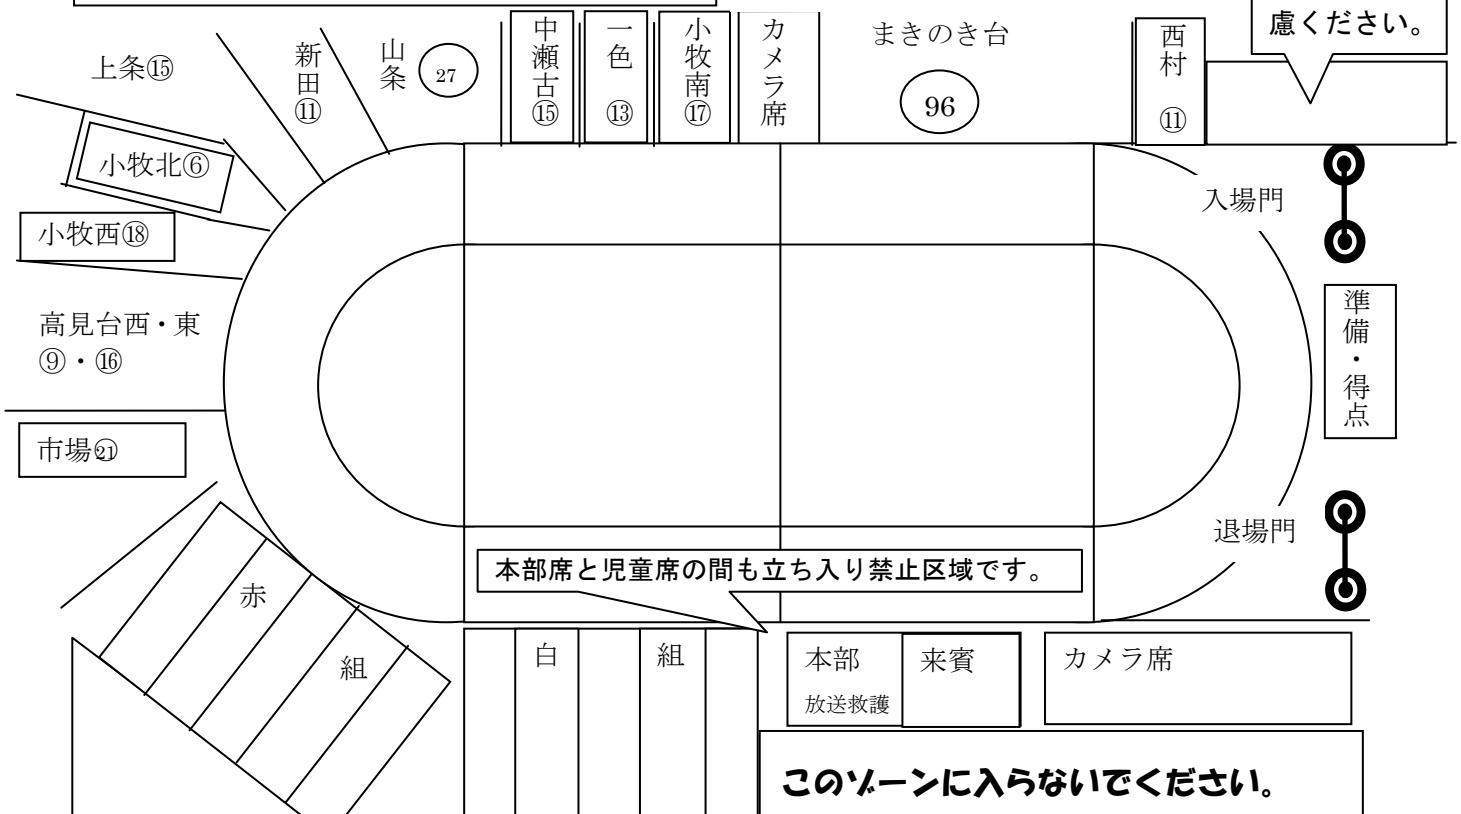 慮ください。
上条⑮
新田⑪
山条
27
中瀬古⑮
一色 ⑬
小牧南⑰
カメラ席
まきのき台
96
西村 ⑪
小牧北⑥
入場門
小牧西⑱
高見台西・東
⑨・⑯
準備・得点
市場㉑
退場門
本部席と児童席の間も立ち入り禁止区域です。
赤
組
白
組
本部
放送救護
来賓
カメラ席
このゾーンに入らないでください。